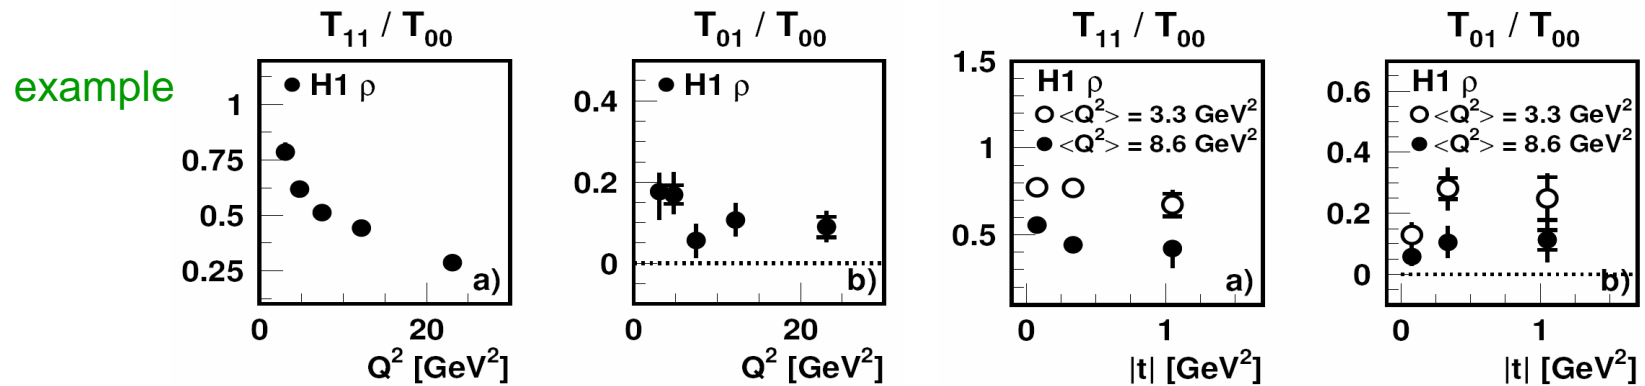 example
T₁₁ / T₀₀
H1 ρ
1
0.75
0.5
0.25
a)
0
20
Q² [GeV²]
T₀₁ / T₀₀
H1 ρ
0.4
0.2
0
b)
0
20
Q² [GeV²]
T₁₁ / T₀₀
1.5
H1 ρ
<Q²> = 3.3 GeV²
<Q²> = 8.6 GeV²
1
0.5
a)
0
1
|t| [GeV²]
T₀₁ / T₀₀
H1 ρ
0.6
<Q²> = 3.3 GeV²
<Q²> = 8.6 GeV²
0.4
0.2
0
b)
0
1
|t| [GeV²]